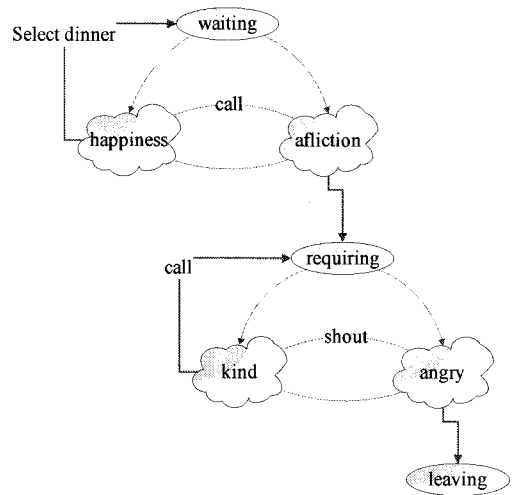 waiting
Select dinner
call
happiness
afliction
requiring
call
shout
kind
angry
leaving